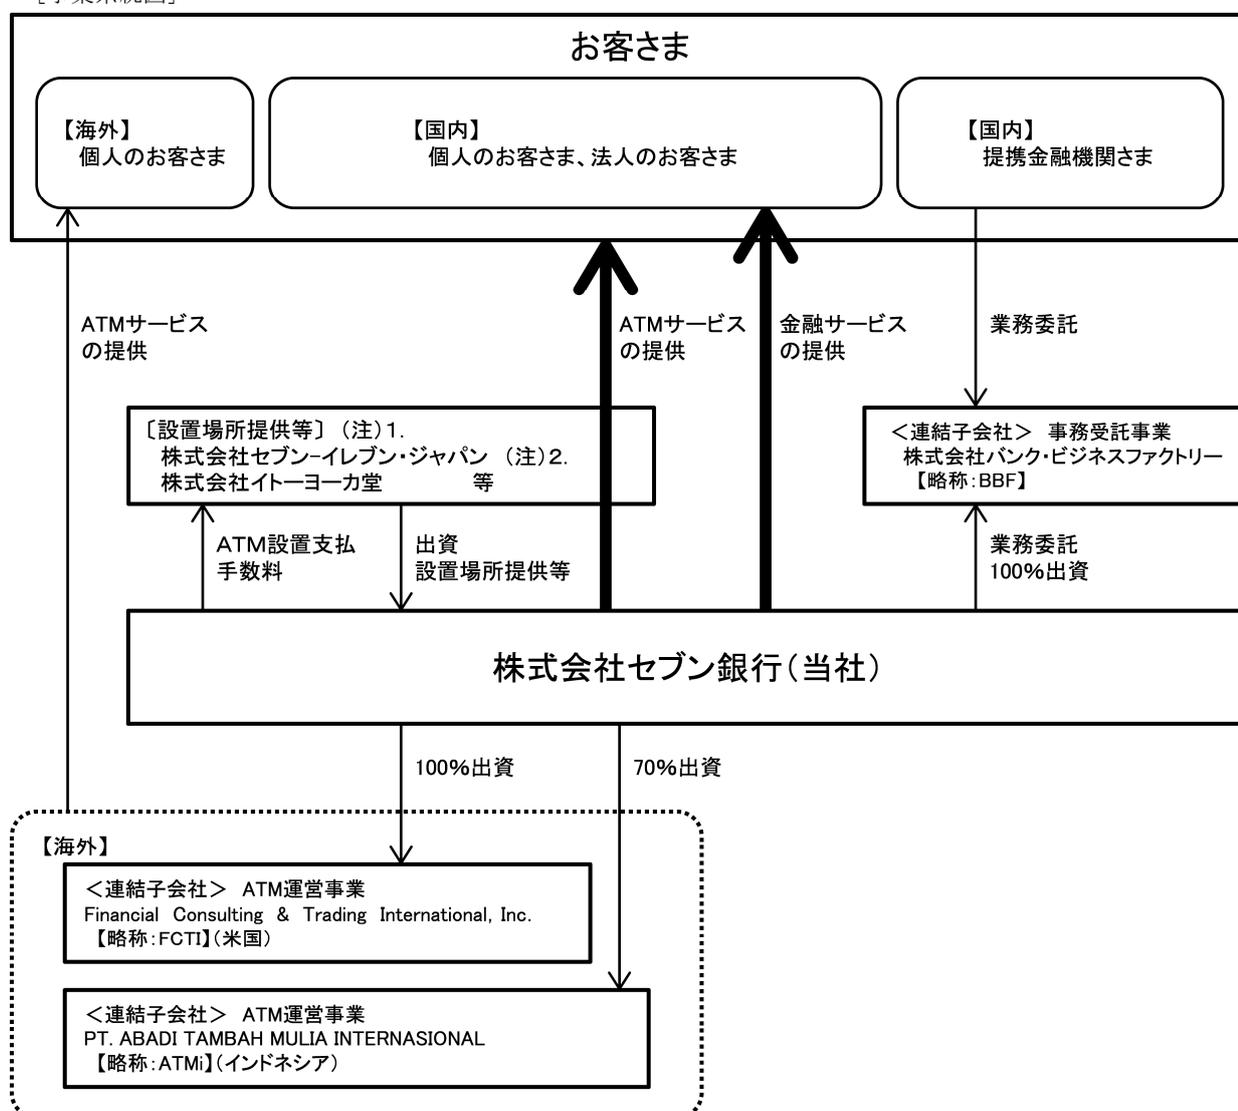 [事業系統図]
お客さま
【海外】
個人のお客さま
【国内】
個人のお客さま、法人のお客さま
【国内】
提携金融機関さま
ATMサービス
の提供
ATMサービス
の提供
金融サービス
の提供
業務委託
〔設置場所提供等〕 (注)1.
株式会社セブン-イレブン・ジャパン (注)2.
株式会社イトーヨーカ堂 等
＜連結子会社＞ 事務受託事業
株式会社バンク・ビジネスファクトリー
【略称:BBF】
ATM設置支払
手数料
出資
設置場所提供等
業務委託
100%出資
株式会社セブン銀行(当社)
100%出資
70%出資
【海外】
＜連結子会社＞ ATM運営事業
Financial Consulting & Trading International, Inc.
【略称:FCTI】(米国)
＜連結子会社＞ ATM運営事業
PT. ABADI TAMBAH MULIA INTERNASIONAL
【略称:ATMi】(インドネシア)